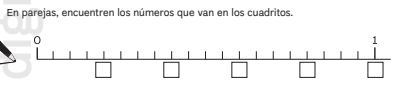 En parejas, encuentren los números que van en los cuadritos.
0 1